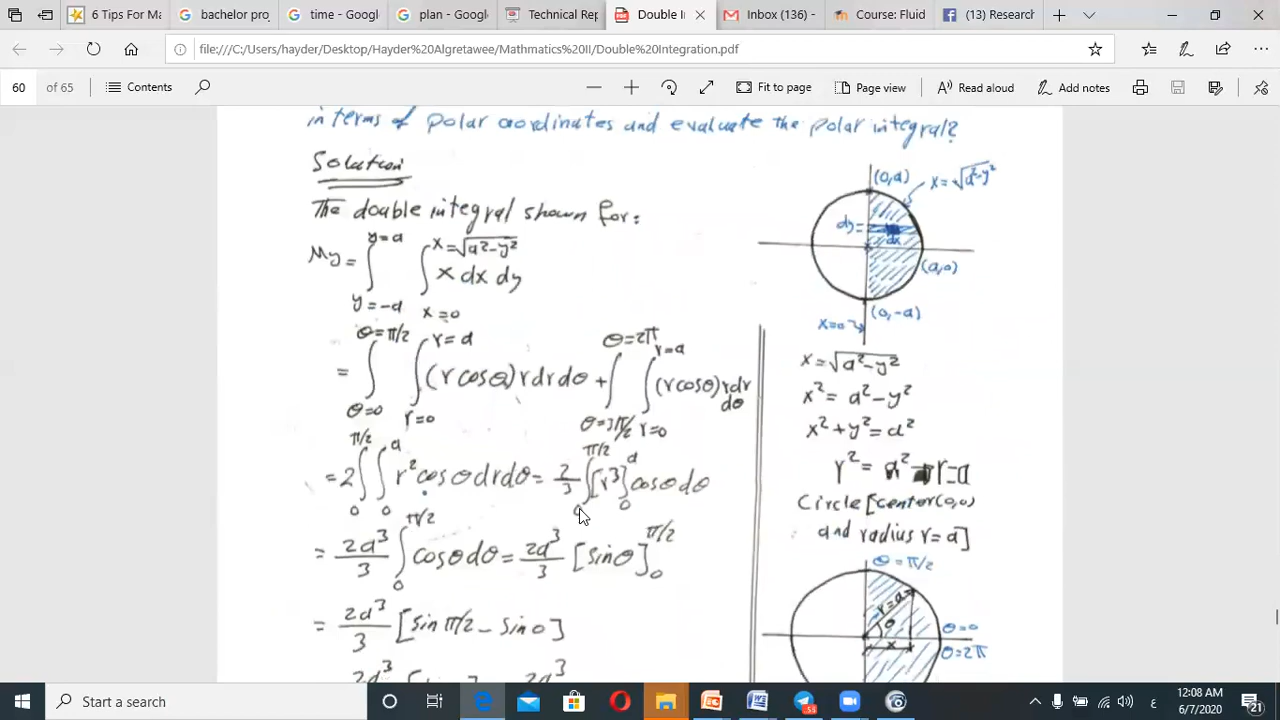 6 Tips For Ma
bachelor pro
time - Googl
plan - Googl
Technical Rep
Double I
Inbox (136) -
Course: Fluid
(13) Research
file:///C:/Users/hayder/Desktop/Hayder%20Algretawee/Mathmatics%20II/Double%20Integration.pdf
60 of 65
Contents
Fit to page
Page view
Read aloud
Add notes
in terms of polar coordinates and evaluate the polar integral?
Solution
The double integral shown for:
My = ∫_{y=-a}^{y=a} ∫_{x=0}^{x=√(a²-y²)} x dx dy
= ∫_{θ=0}^{θ=π/2} ∫_{r=0}^{r=a} (r cosθ) r dr dθ + ∫_{θ=3π/2}^{θ=2π} ∫_{r=0}^{r=a} (r cosθ) r dr dθ
= 2 ∫_0^{π/2} ∫_0^a r² cosθ dr dθ = 2/3 ∫_0^{π/2} [r³]_0^a cosθ dθ
= 2a³/3 ∫_0^{π/2} cosθ dθ = 2a³/3 [sinθ]_0^{π/2}
= 2a³/3 [sin π/2 - sin 0]
(0,a)
x=√(a²-y²)
dy=
dx
(a,0)
(0,-a)
x=0
x=√(a²-y²)
x² = a²-y²
x²+y²=a²
r² = a² r=a
Circle [center(0,0)
and radius r=a]
θ=π/2
r=a
θ
x
θ=0
θ=2π
Type here to search
53
ع
12:08 AM
6/7/2020
21